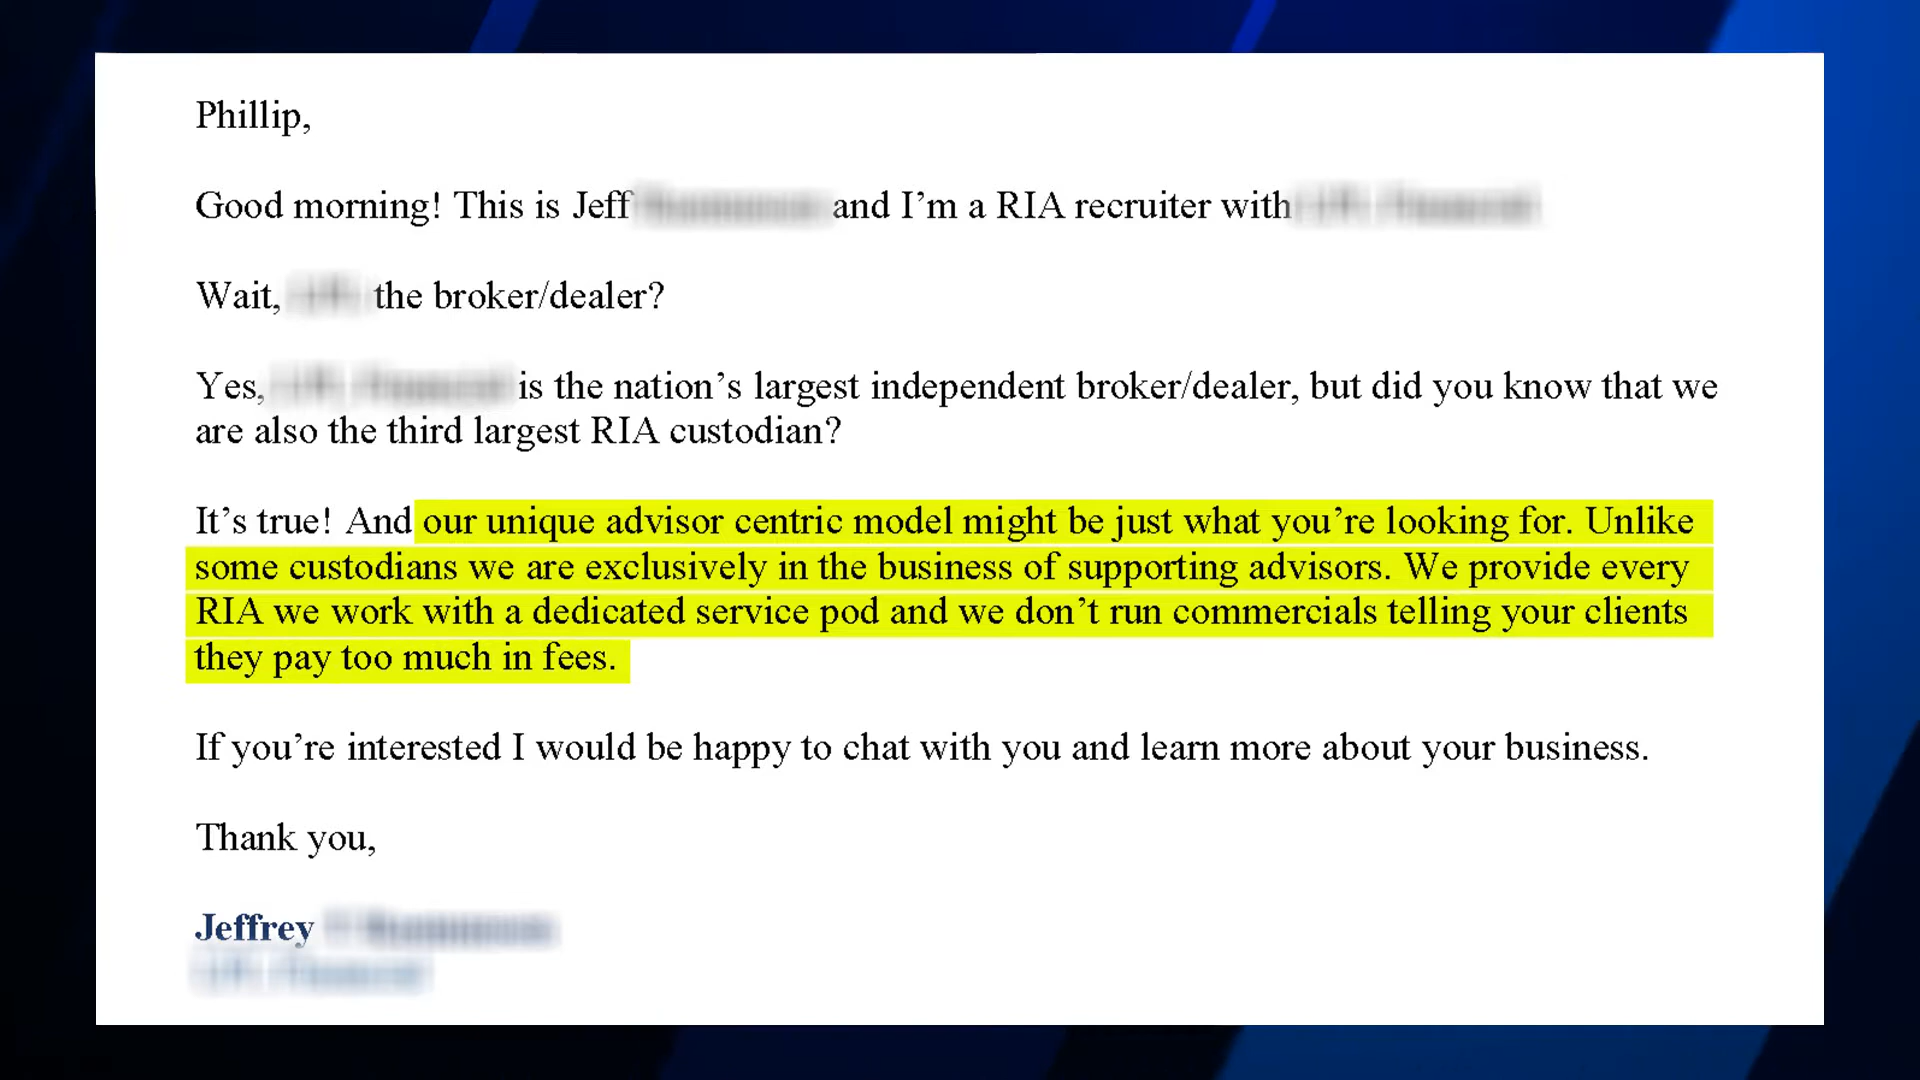 Phillip,
Good morning! This is Jeff and I'm a RIA recruiter with
Wait, the broker/dealer?
Yes, is the nation's largest independent broker/dealer, but did you know that we
are also the third largest RIA custodian?
It's true! And our unique advisor centric model might be just what you're looking for. Unlike
some custodians we are exclusively in the business of supporting advisors. We provide every
RIA we work with a dedicated service pod and we don't run commercials telling your clients
they pay too much in fees.
If you're interested I would be happy to chat with you and learn more about your business.
Thank you,
Jeffrey